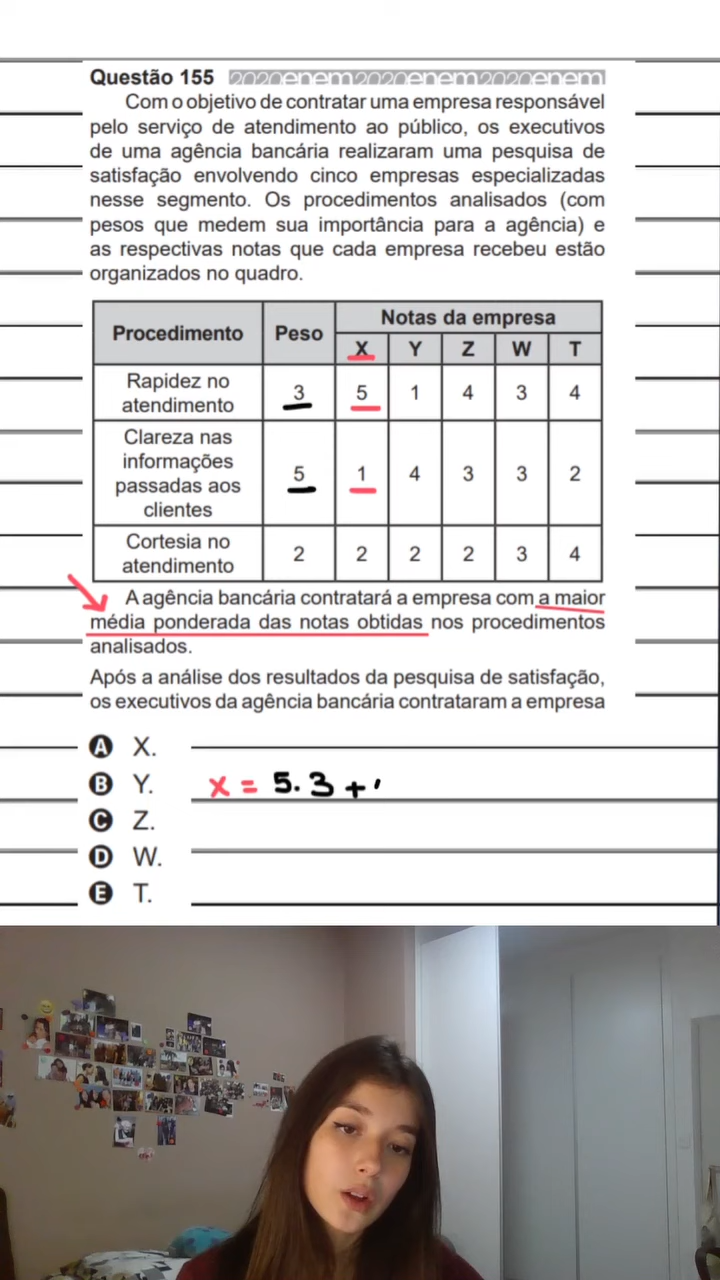 Questão 155 2020enem2020enem2020enem
Com o objetivo de contratar uma empresa responsável
pelo serviço de atendimento ao público, os executivos
de uma agência bancária realizaram uma pesquisa de
satisfação envolvendo cinco empresas especializadas
nesse segmento. Os procedimentos analisados (com
pesos que medem sua importância para a agência) e
as respectivas notas que cada empresa recebeu estão
organizados no quadro.
Procedimento Peso Notas da empresa
X Y Z W T
Rapidez no
atendimento 3 5 1 4 3 4
Clareza nas
informações
passadas aos
clientes 5 1 4 3 3 2
Cortesia no
atendimento 2 2 2 2 3 4
A agência bancária contratará a empresa com a maior
média ponderada das notas obtidas nos procedimentos
analisados.
Após a análise dos resultados da pesquisa de satisfação,
os executivos da agência bancária contrataram a empresa
A X.
B Y.
x = 5.3 +
C Z.
D W.
E T.